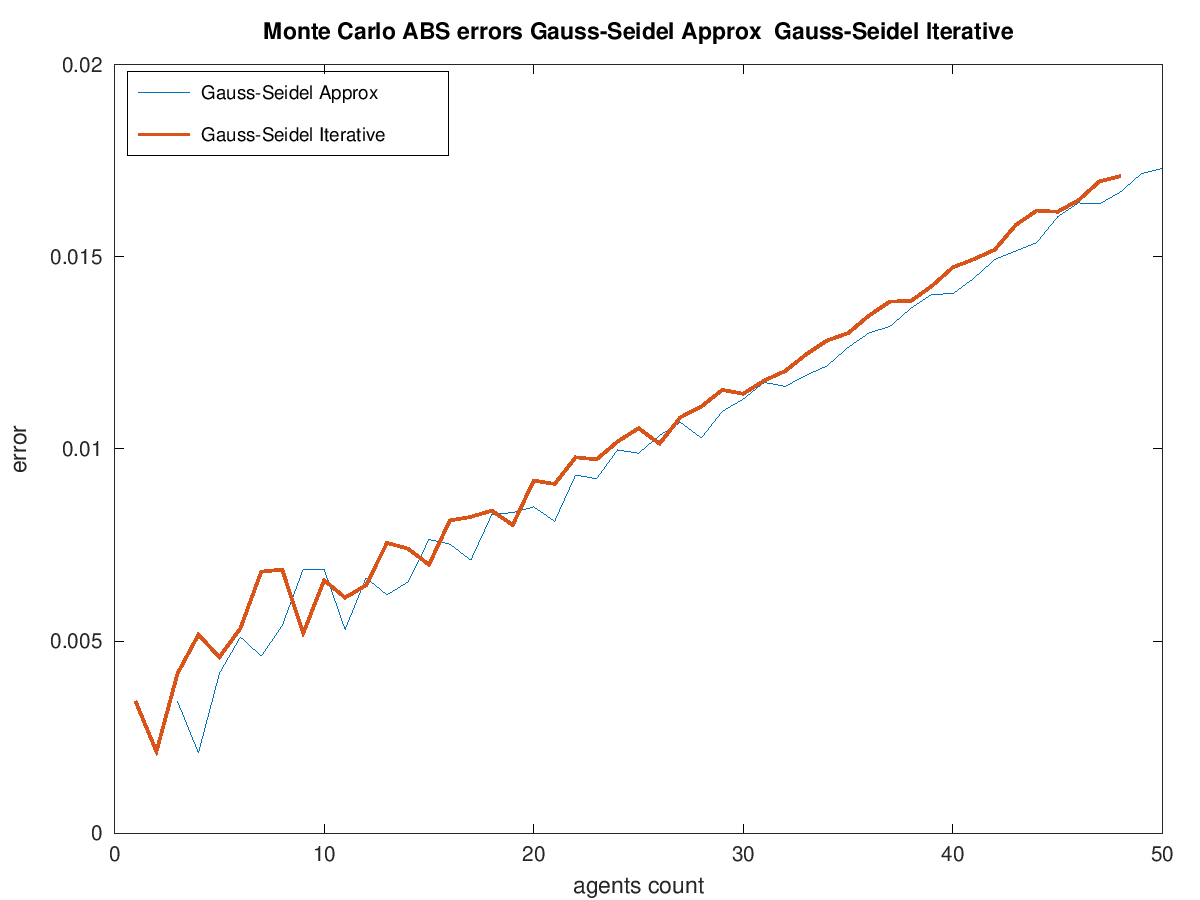 Monte Carlo ABS errors Gauss-Seidel Approx  Gauss-Seidel Iterative
0.02
Gauss-Seidel Approx
Gauss-Seidel Iterative
0.015
0.01
error
0.005
0
0 10 20 30 40 50
agents count